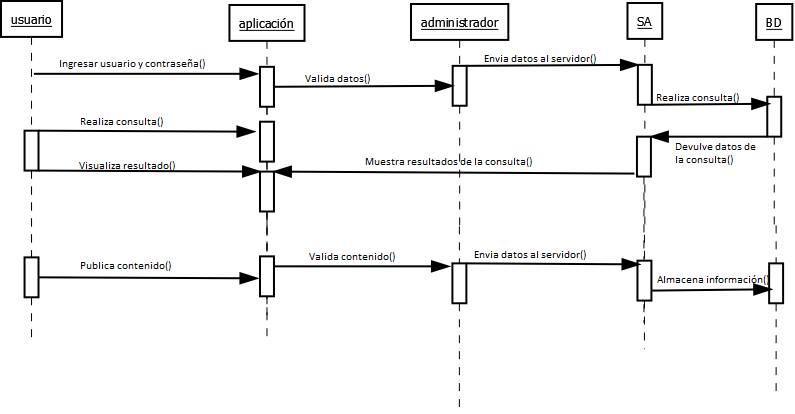 usuario
aplicación
administrador
SA
BD
Ingresar usuario y contraseña()
Valida datos()
Envia datos al servidor()
Realiza consulta()
Realiza consulta()
Devulve datos de
la consulta()
Visualiza resultado()
Muestra resultados de la consulta()
Publica contenido()
Valida contenido()
Envia datos al servidor()
Almacena información()